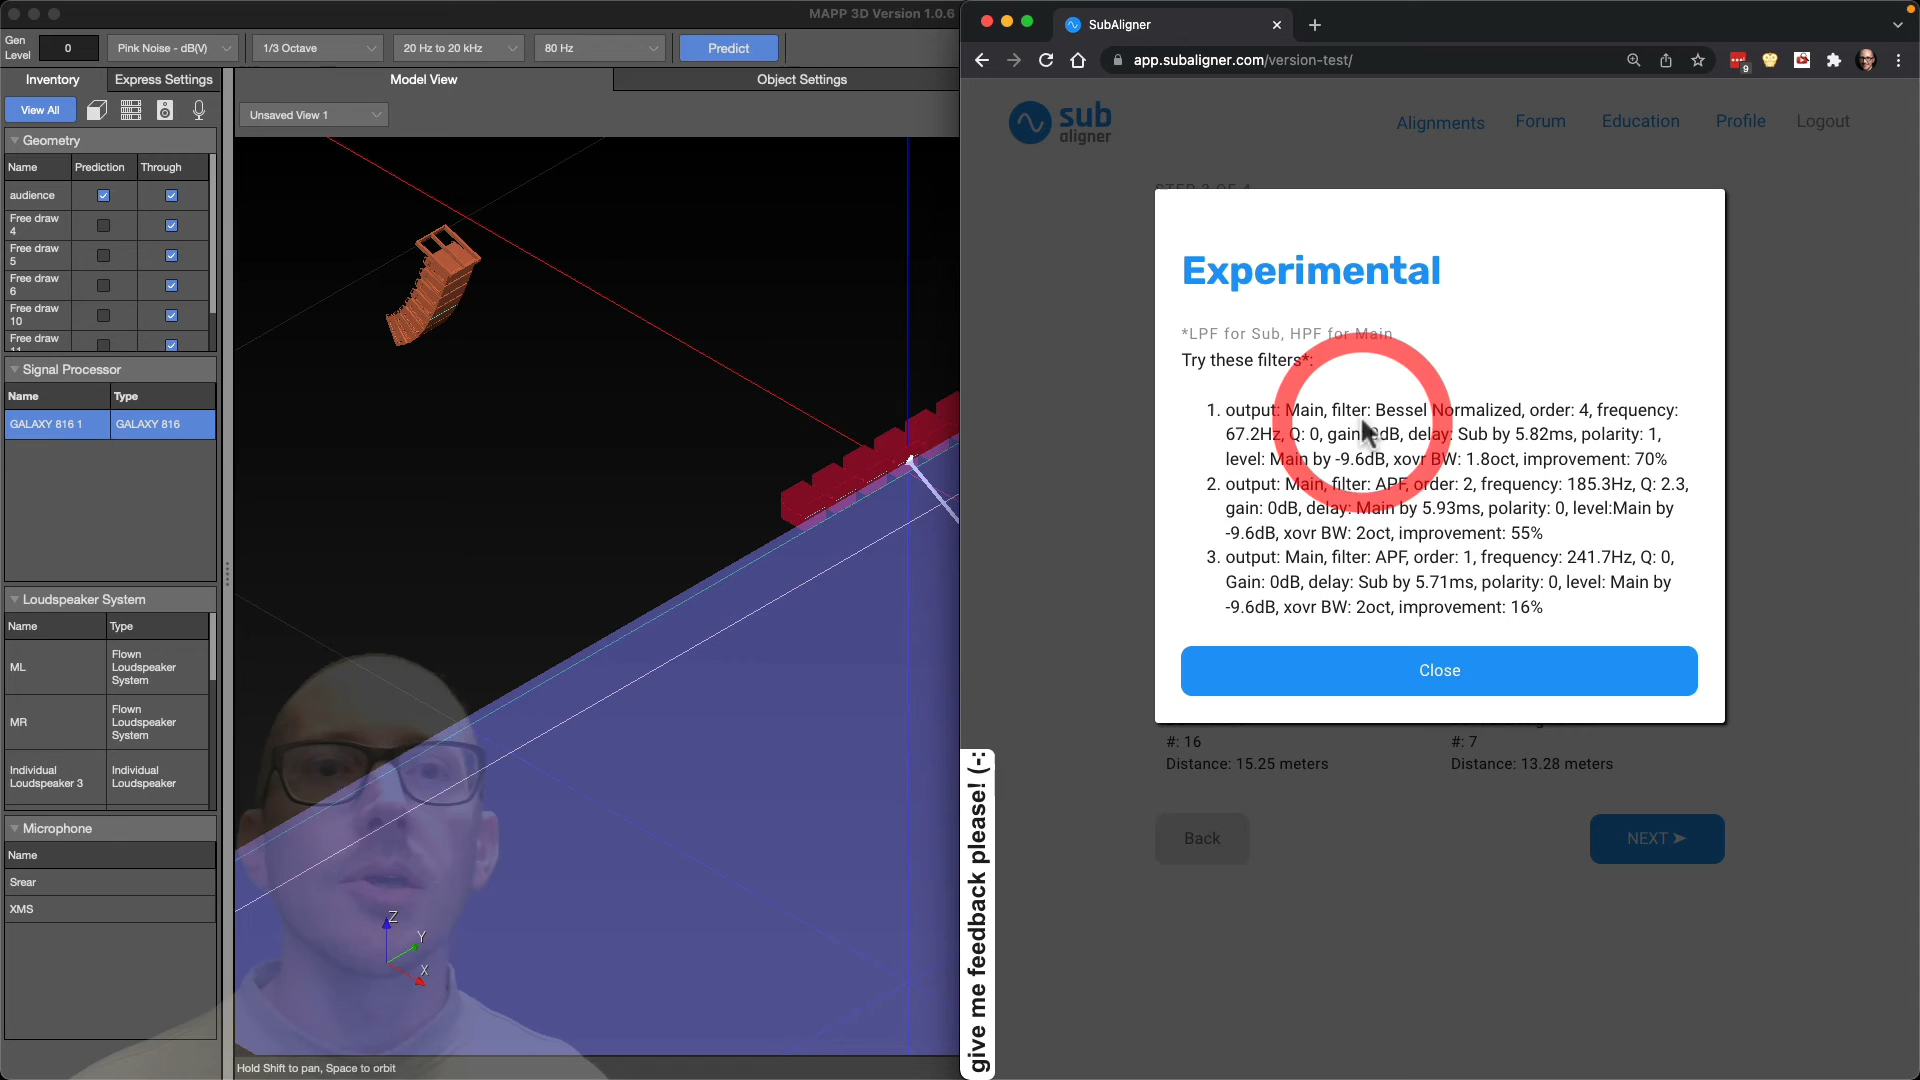 MAPP 3D Version 1.0.6
Gen Level
0
Pink Noise - dB(V)
1/3 Octave
20 Hz to 20 kHz
80 Hz
Predict
Inventory
Express Settings
Model View
Object Settings
View All
Unsaved View 1
Geometry
Name Prediction Through
audience
Free draw 4
Free draw 5
Free draw 6
Free draw 10
Free draw 11
Signal Processor
Name Type
GALAXY 816 1 GALAXY 816
Loudspeaker System
Name Type
ML Flown Loudspeaker System
MR Flown Loudspeaker System
Individual Loudspeaker 3 Individual Loudspeaker
Microphone
Name
Srear
XMS
Z
Y
X
Hold Shift to pan, Space to orbit
SubAligner
app.subaligner.com/version-test/
9
sub aligner
Alignments
Forum
Education
Profile
Logout
STEP 3 OF 4
Experimental
*LPF for Sub, HPF for Main
Try these filters*:
1. output: Main, filter: Bessel Normalized, order: 4, frequency:
67.2Hz, Q: 0, gain: 0dB, delay: Sub by 5.82ms, polarity: 1,
level: Main by -9.6dB, xovr BW: 1.8oct, improvement: 70%
2. output: Main, filter: APF, order: 2, frequency: 185.3Hz, Q: 2.3,
gain: 0dB, delay: Main by 5.93ms, polarity: 0, level:Main by
-9.6dB, xovr BW: 2oct, improvement: 55%
3. output: Main, filter: APF, order: 1, frequency: 241.7Hz, Q: 0,
Gain: 0dB, delay: Sub by 5.71ms, polarity: 0, level: Main by
-9.6dB, xovr BW: 2oct, improvement: 16%
Close
#: 16
Distance: 15.25 meters
#: 7
Distance: 13.28 meters
Back
NEXT ➤
give me feedback please! (-: